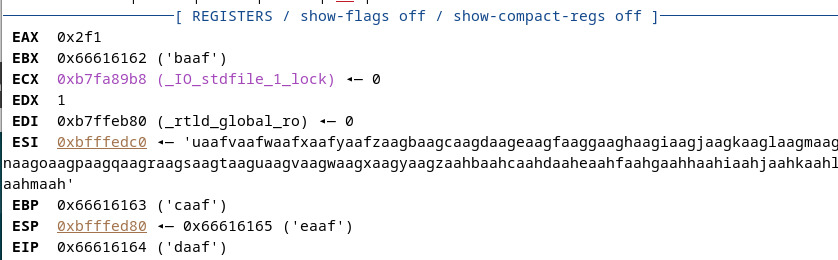 [ REGISTERS / show-flags off / show-compact-regs off ]
EAX 0x2f1
EBX 0x66616162 ('baaf')
ECX 0xb7fa89b8 (_IO_stdfile_1_lock) ◂— 0
EDX 1
EDI 0xb7ffeb80 (_rtld_global_ro) ◂— 0
ESI 0xbfffedc0 ◂— 'uaafvaafwaafxaafyaafzaagbaagcaagdaageaagfaaggaaghaagiaagjaagkaaglaagmaag
naagoaagpaagqaagraagsaagtaaguaagvaagwaagxaagyaagzaahbaahcaahdaaheaahfaahgaahhaahiaahjaahkaahl
aahmaah'
EBP 0x66616163 ('caaf')
ESP 0xbfffed80 ◂— 0x66616165 ('eaaf')
EIP 0x66616164 ('daaf')